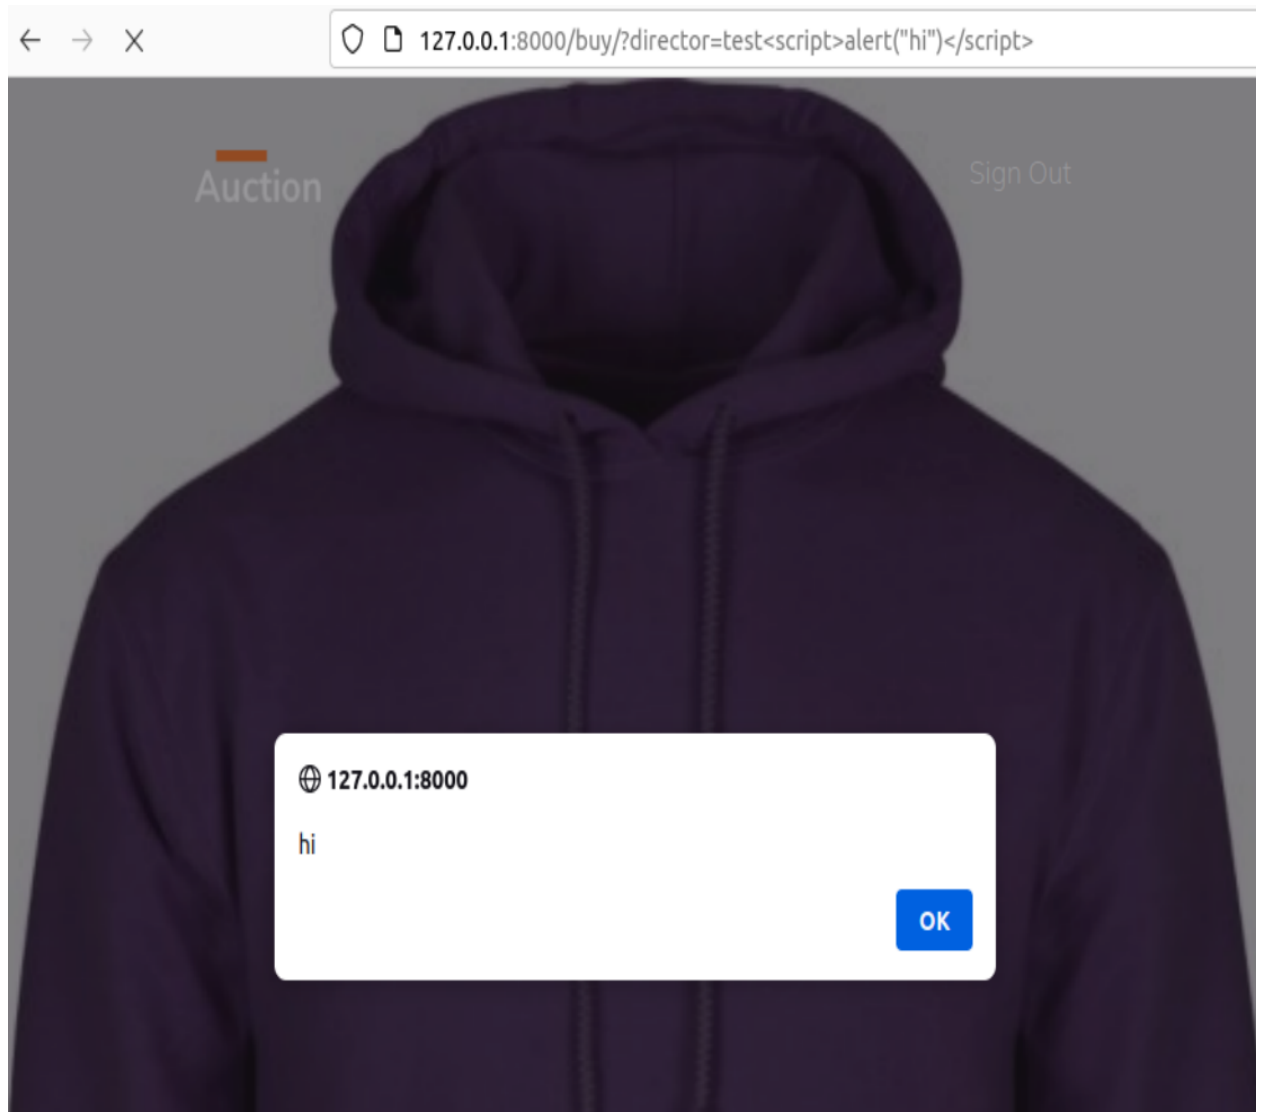 127.0.0.1:8000/buy/?director=test<script>alert("hi")</script>
Auction
Sign Out
127.0.0.1:8000
hi
OK